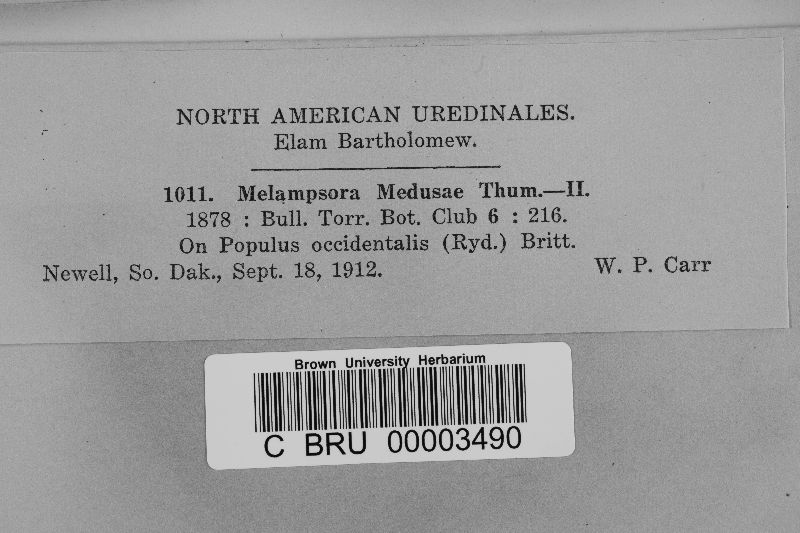 NORTH AMERICAN UREDINALES.
Elam Bartholomew.
1011. Melampsora Medusae Thum.—II.
1878 : Bull. Torr. Bot. Club 6 : 216.
On Populus occidentalis (Ryd.) Britt.
Newell, So. Dak., Sept. 18, 1912. W. P. Carr
Brown University Herbarium
C BRU 00003490